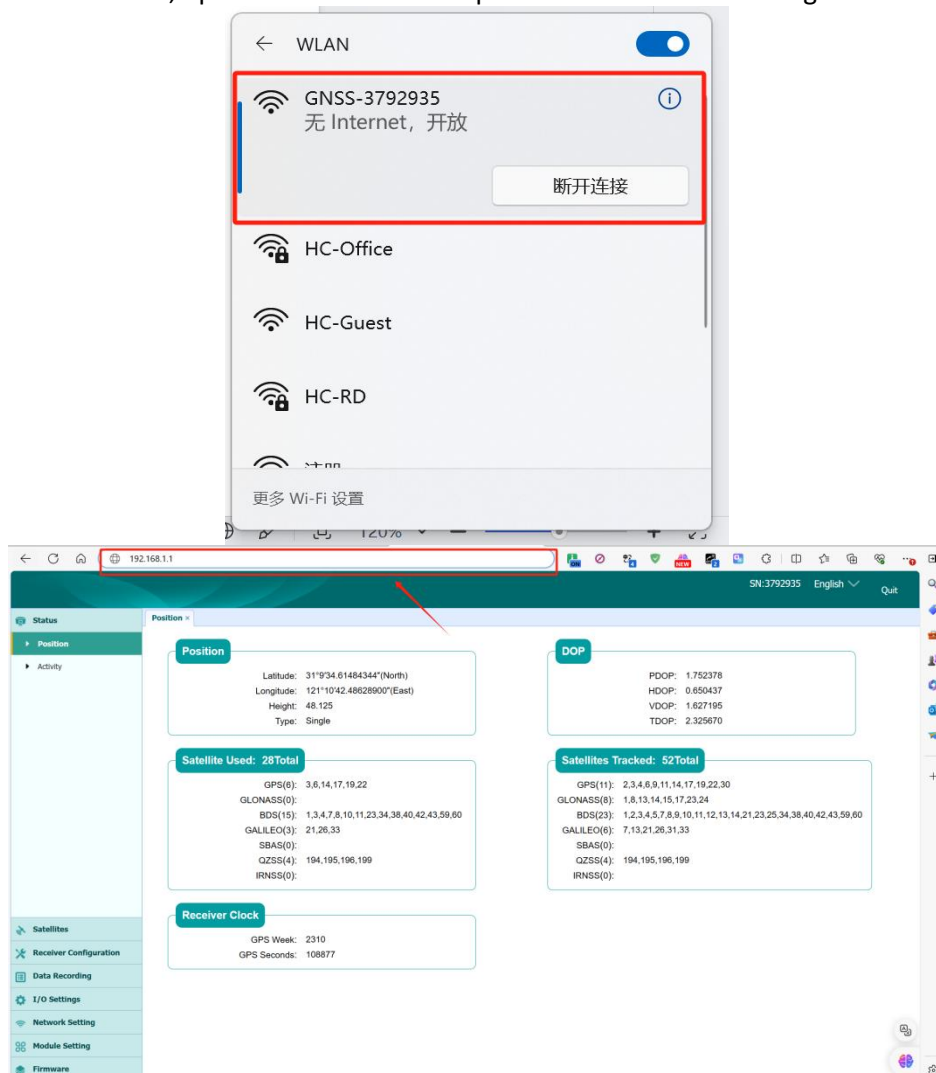 WLAN
GNSS-3792935
无 Internet，开放
断开连接
HC-Office
HC-Guest
HC-RD
更多 Wi-Fi 设置
120%
192.168.1.1
SN:3792935 English Quit
Status
Position
Activity
Satellites
Receiver Configuration
Data Recording
I/O Settings
Network Setting
Module Setting
Firmware
Position ×
Position
Latitude: 31°9'34.61484344"(North)
Longitude: 121°10'42.48628900"(East)
Height: 48.125
Type: Single
DOP
PDOP: 1.752378
HDOP: 0.650437
VDOP: 1.627195
TDOP: 2.325670
Satellite Used: 28Total
GPS(6): 3,6,14,17,19,22
GLONASS(0):
BDS(15): 1,3,4,7,8,10,11,23,34,38,40,42,43,59,60
GALILEO(3): 21,26,33
SBAS(0):
QZSS(4): 194,195,196,199
IRNSS(0):
Satellites Tracked: 52Total
GPS(11): 2,3,4,6,9,11,14,17,19,22,30
GLONASS(8): 1,8,13,14,15,17,23,24
BDS(23): 1,2,3,4,5,7,8,9,10,11,12,13,14,21,23,25,34,38,40,42,43,59,60
GALILEO(6): 7,13,21,26,31,33
SBAS(0):
QZSS(4): 194,195,196,199
IRNSS(0):
Receiver Clock
GPS Week: 2310
GPS Seconds: 108877